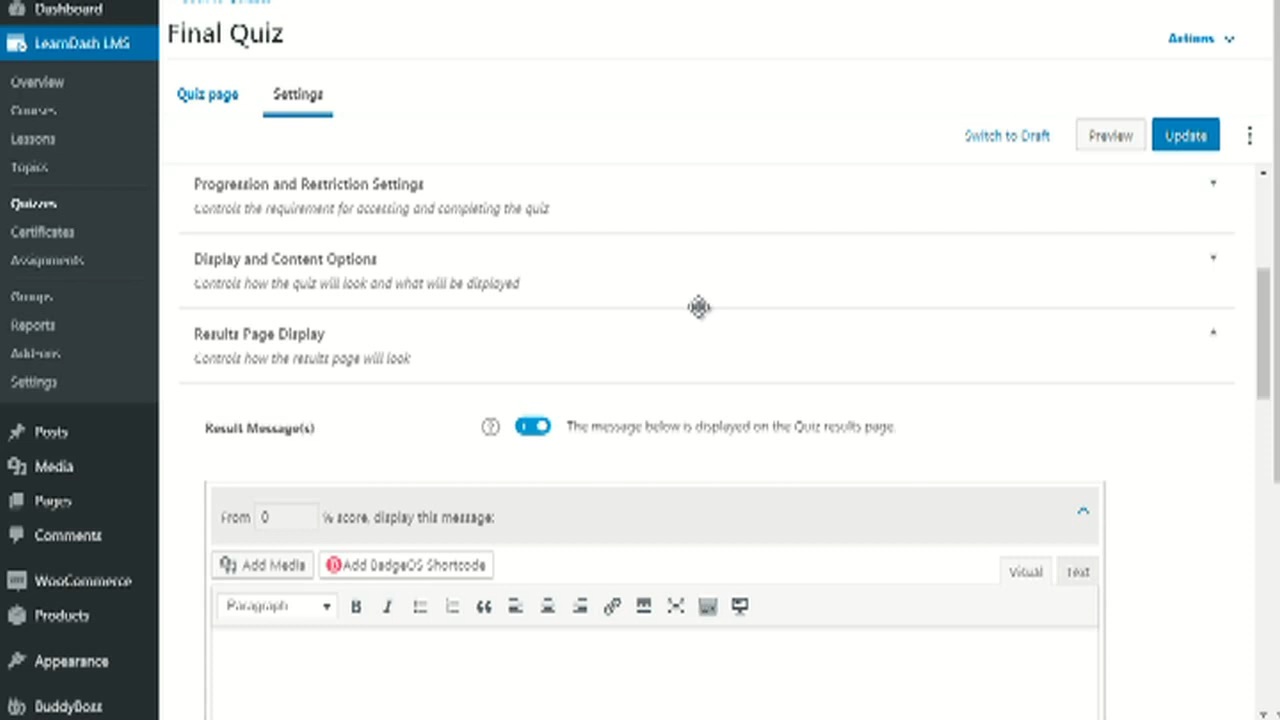 Dashboard
LearnDash LMS
Overview
Courses
Lessons
Topics
Quizzes
Certificates
Assignments
Groups
Reports
Add-ons
Settings
Posts
Media
Pages
Comments
WooCommerce
Products
Appearance
BuddyBoss
Final Quiz
Actions
Quiz page
Settings
Switch to Draft
Preview
Update
Progression and Restriction Settings
Controls the requirement for accessing and completing the quiz
Display and Content Options
Controls how the quiz will look and what will be displayed
Results Page Display
Controls how the results page will look
Result Message(s)
The message below is displayed on the Quiz results page.
From 0 % score, display this message:
Add Media
Add BadgeOS Shortcode
Visual
Text
Paragraph
B I